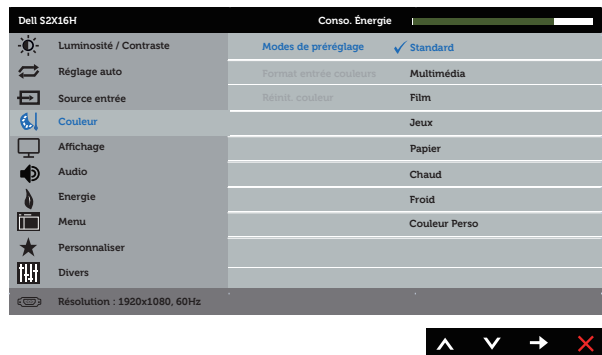 Dell S2X16H Conso. Énergie
Luminosité / Contraste Modes de préréglage Standard
Réglage auto Format entrée couleurs Multimédia
Source entrée Réinit. couleur Film
Couleur Jeux
Affichage Papier
Audio Chaud
Energie Froid
Menu Couleur Perso
Personnaliser
Divers
Résolution : 1920x1080, 60Hz